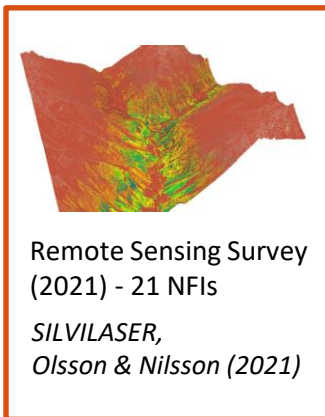 Remote Sensing Survey
(2021) - 21 NFIs
SILVILASER,
Olsson & Nilsson (2021)